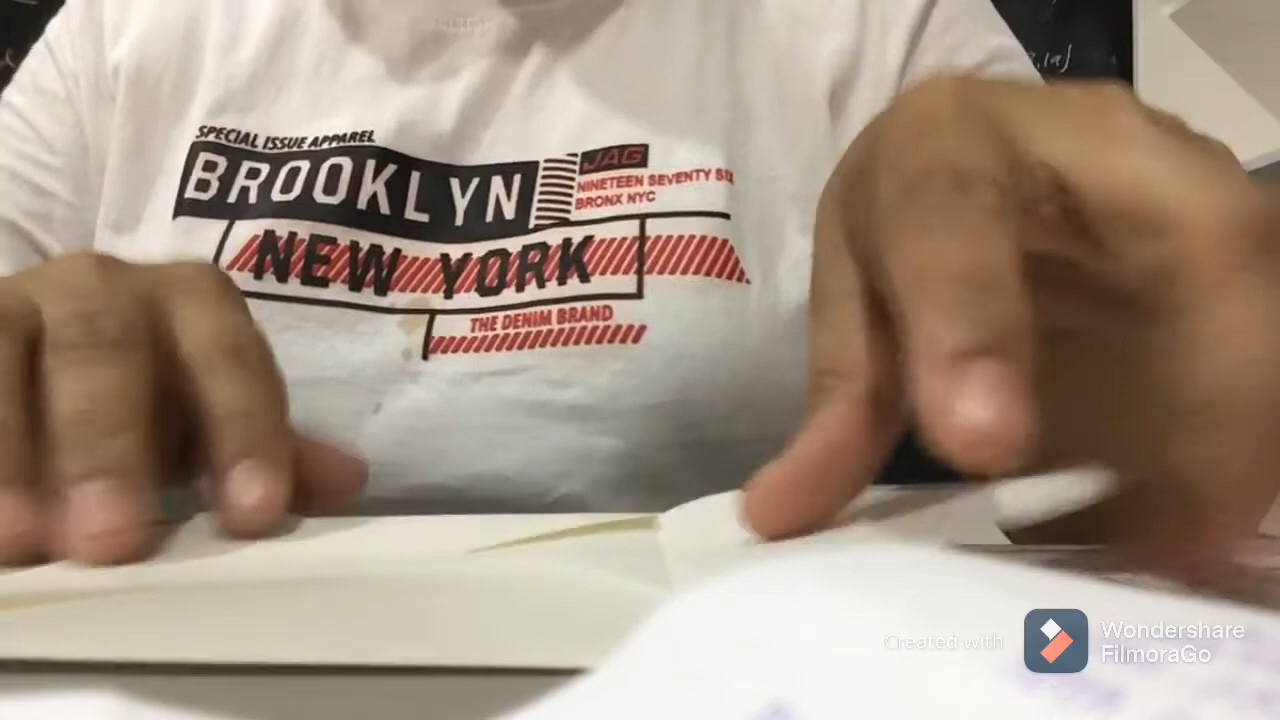 SPECIAL ISSUE APPAREL
BROOKLYN
JAG
NINETEEN SEVENTY SIX
BRONX NYC
NEW YORK
THE DENIM BRAND
Created with
Wondershare
FilmoraGo